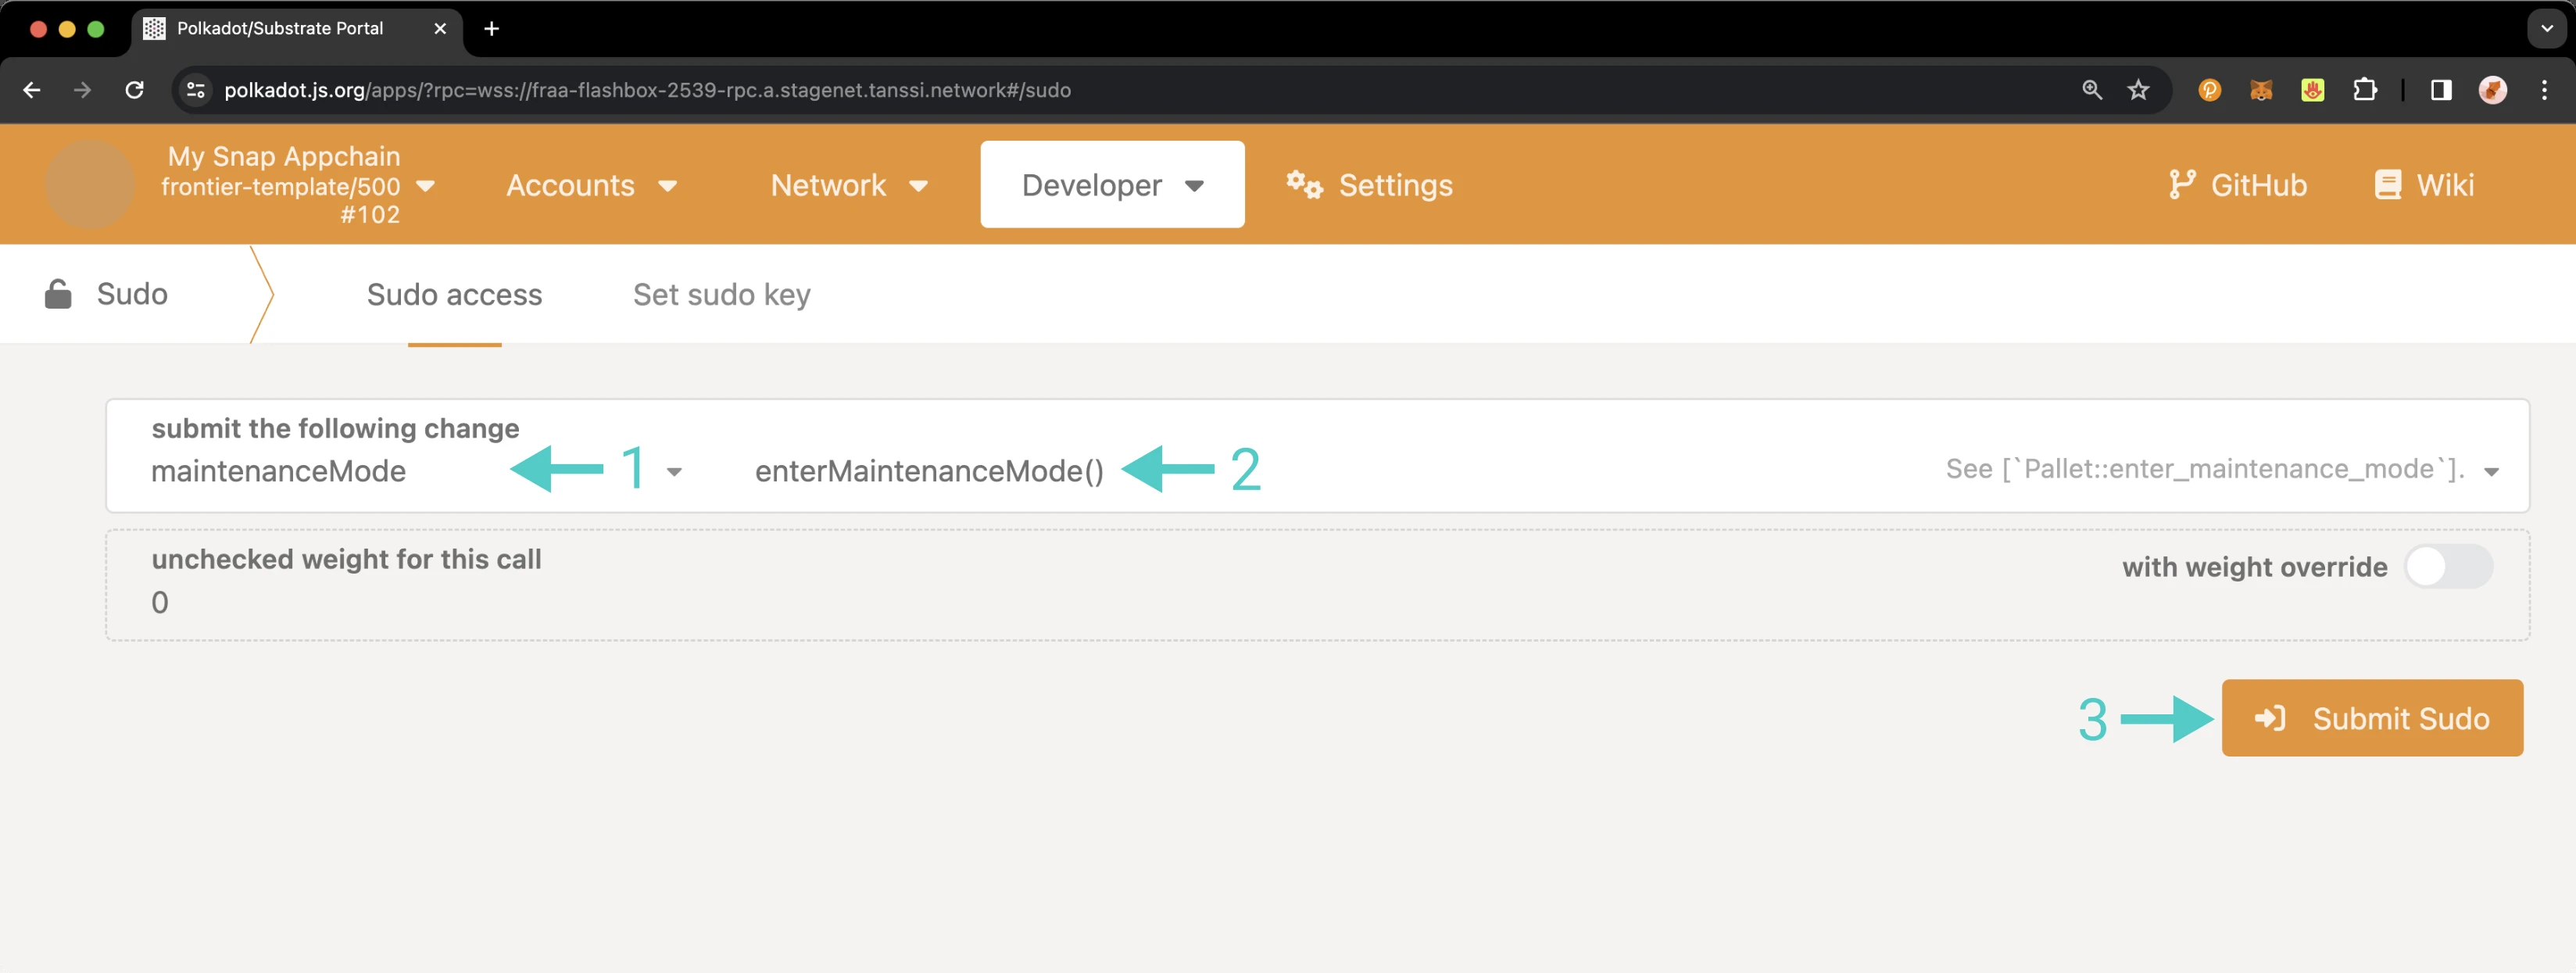 Polkadot/Substrate Portal
polkadot.js.org/apps/?rpc=wss://fraa-flashbox-2539-rpc.a.stagenet.tanssi.network#/sudo
My Snap Appchain
frontier-template/500
#102
Accounts
Network
Developer
Settings
GitHub
Wiki
Sudo
Sudo access
Set sudo key
submit the following change
maintenanceMode 1 enterMaintenanceMode() 2 See [`Pallet::enter_maintenance_mode`].
unchecked weight for this call
0
with weight override
3 Submit Sudo